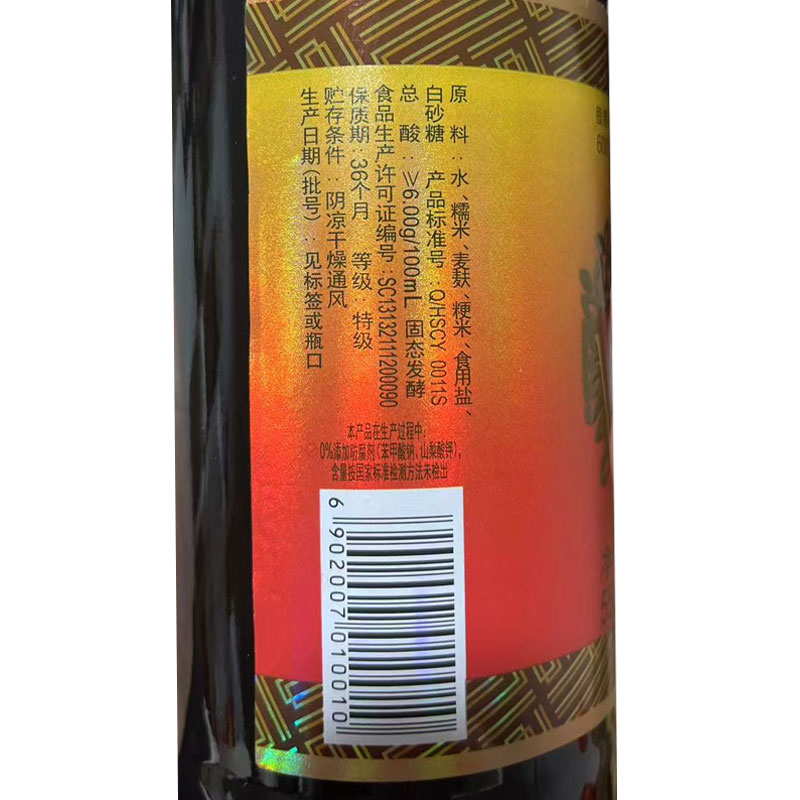 原料：水、糯米、麦麸、粳米、食用盐、
白砂糖 产品标准号：Q/HSCY 0011S
总酸：≥6.00g/100mL 固态发酵
食品生产许可证编号：SC13132111200090
保质期：36个月 等级：特级
贮存条件：阴凉干燥通风
生产日期(批号)：见标签或瓶口
本产品在生产过程中，
0%添加防腐剂(苯甲酸钠、山梨酸钾)，
含量按国家标准检测方法未检出
6 902007 010010